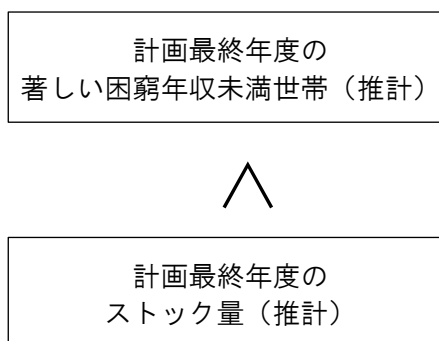 計画最終年度の
著しい困窮年収未満世帯（推計）
計画最終年度の
ストック量（推計）